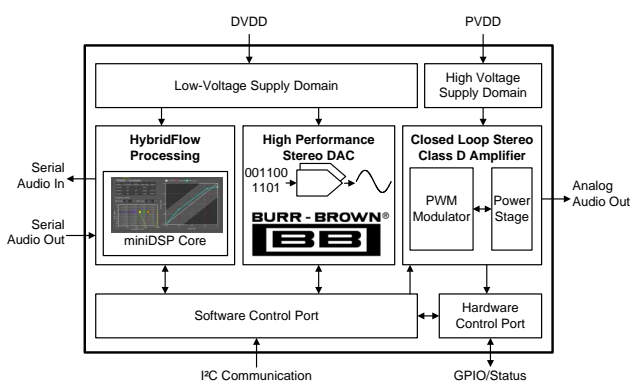 DVDD
PVDD
Low-Voltage Supply Domain
High Voltage
Supply Domain
HybridFlow
Processing
miniDSP Core
High Performance
Stereo DAC
001100
1101
BURR - BROWN®
BB
Closed Loop Stereo
Class D Amplifier
PWM
Modulator
Power
Stage
Serial
Audio In
Serial
Audio Out
Analog
Audio Out
Software Control Port
Hardware
Control Port
I²C Communication
GPIO/Status